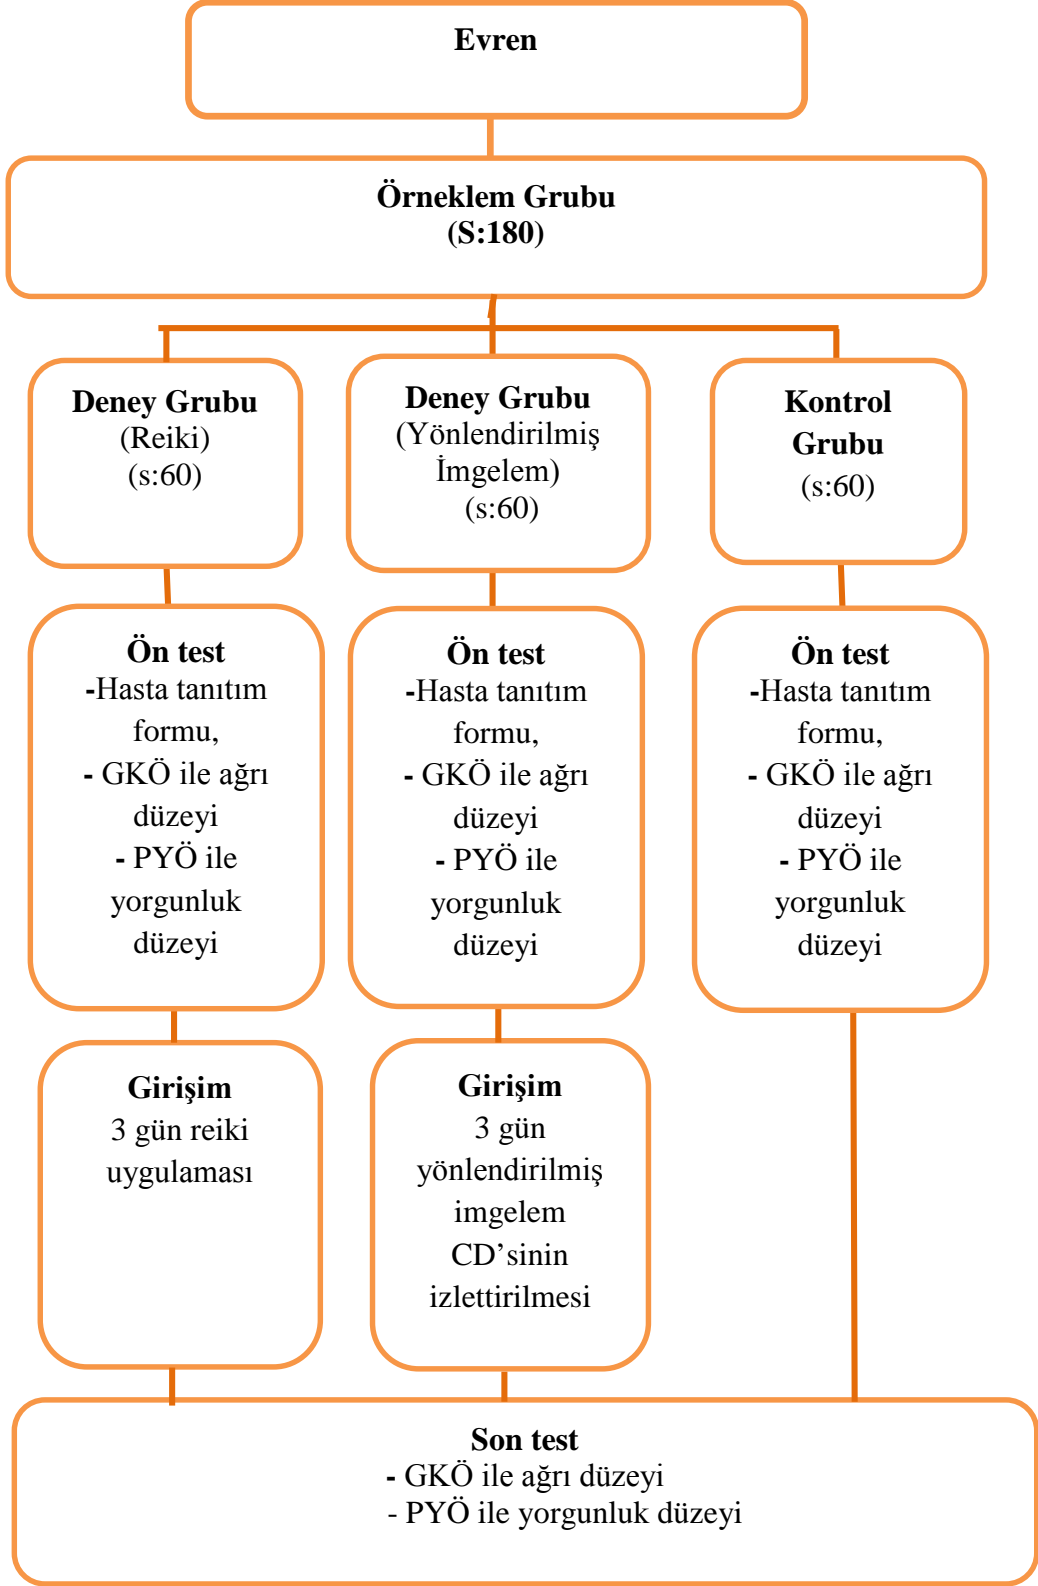 Evren
Örneklem Grubu
(S:180)
Deney Grubu
(Reiki)
(s:60)
Deney Grubu
(Yönlendirilmiş
İmgelem)
(s:60)
Kontrol
Grubu
(s:60)
Ön test
-Hasta tanıtım
formu,
- GKÖ ile ağrı
düzeyi
- PYÖ ile
yorgunluk
düzeyi
Ön test
-Hasta tanıtım
formu,
- GKÖ ile ağrı
düzeyi
- PYÖ ile
yorgunluk
düzeyi
Ön test
-Hasta tanıtım
formu,
- GKÖ ile ağrı
düzeyi
- PYÖ ile
yorgunluk
düzeyi
Girişim
3 gün reiki
uygulaması
Girişim
3 gün
yönlendirilmiş
imgelem
CD’sinin
izlettirilmesi
Son test
- GKÖ ile ağrı düzeyi
- PYÖ ile yorgunluk düzeyi